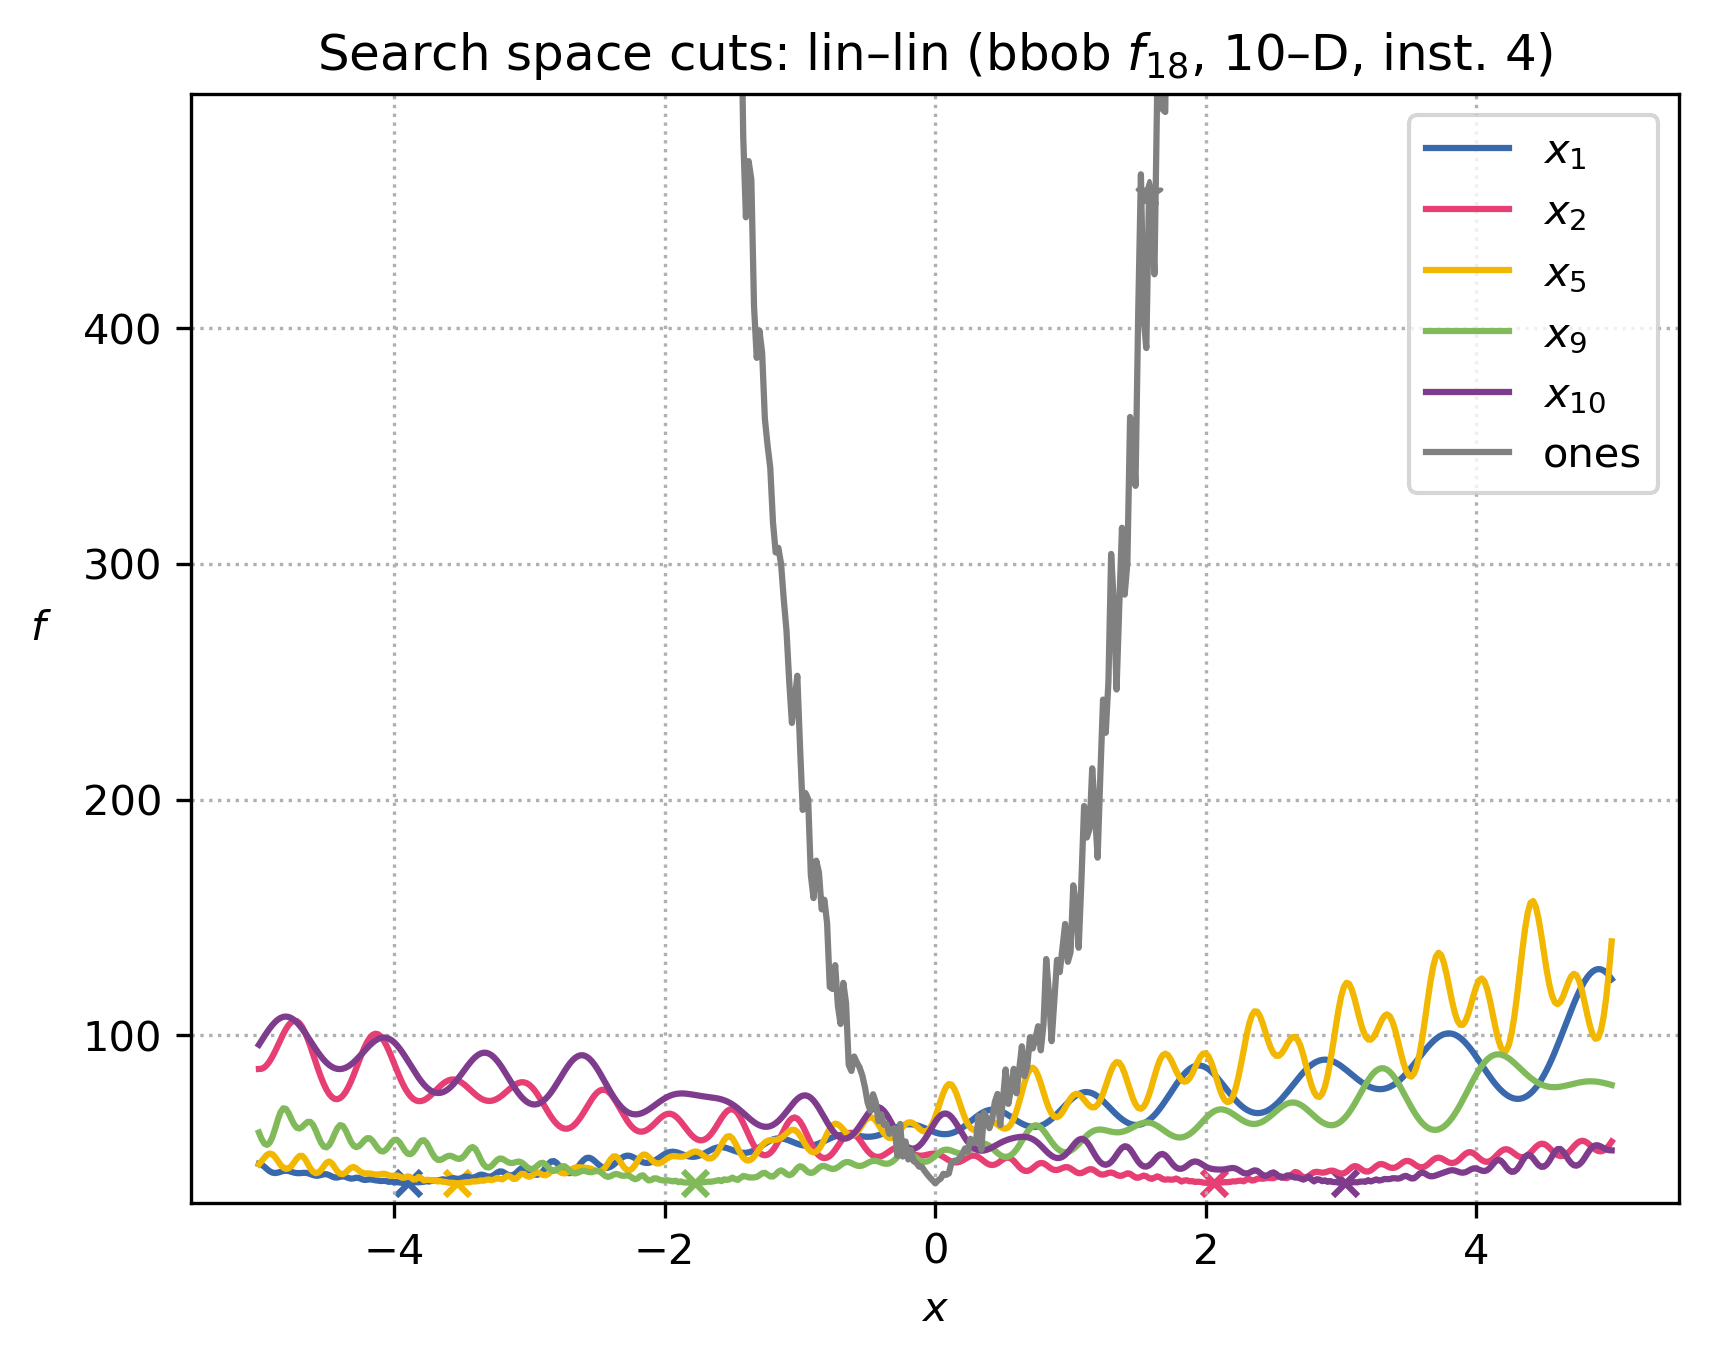 Search space cuts: lin–lin (bbob f18, 10–D, inst. 4)
x1
x2
x5
x9
x10
ones
400
300
200
100
f
−4
−2
0
2
4
x